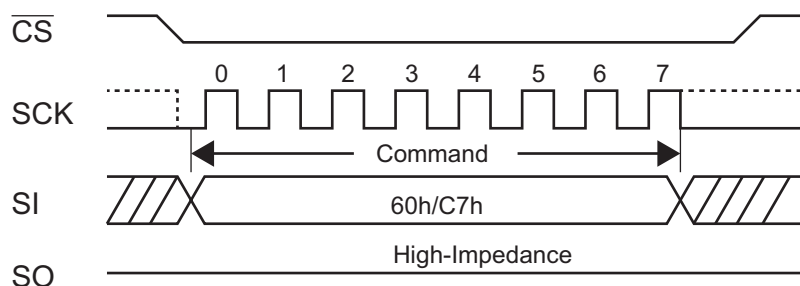 CS
0 1 2 3 4 5 6 7
SCK
Command
SI
60h/C7h
High-Impedance
SO